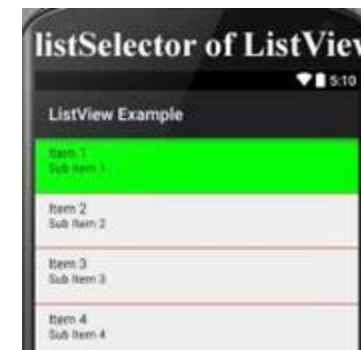 listSelector of ListView
5:10
ListView Example
Item 1
Sub Item 1
Item 2
Sub Item 2
Item 3
Sub Item 3
Item 4
Sub Item 4